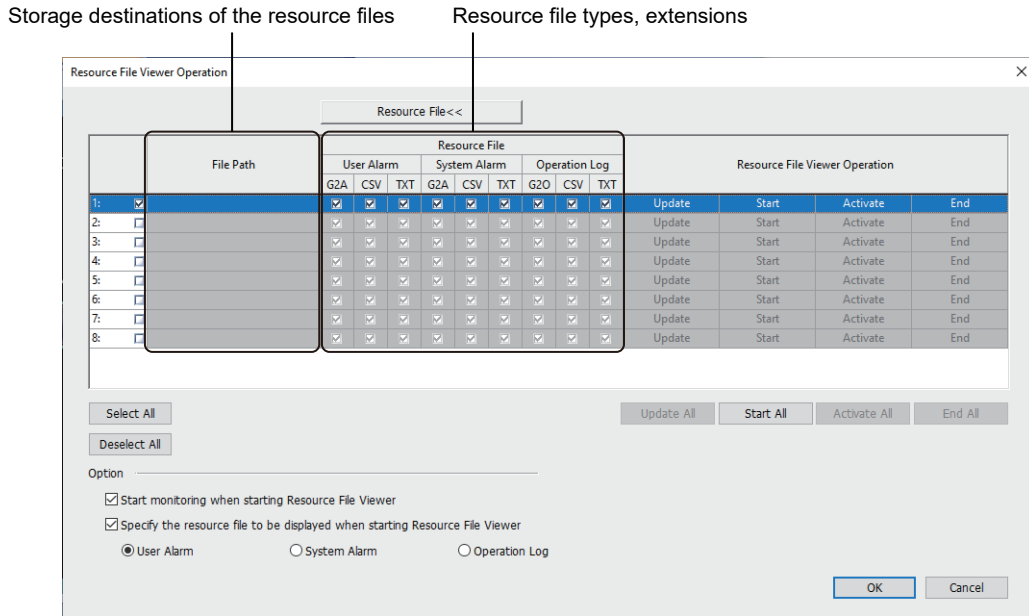 Storage destinations of the resource files Resource file types, extensions
Resource File Viewer Operation
Resource File<<
File Path Resource File Resource File Viewer Operation
User Alarm System Alarm Operation Log
G2A CSV TXT G2A CSV TXT G2O CSV TXT
1: Update Start Activate End
2: Update Start Activate End
3: Update Start Activate End
4: Update Start Activate End
5: Update Start Activate End
6: Update Start Activate End
7: Update Start Activate End
8: Update Start Activate End
Select All Update All Start All Activate All End All
Deselect All
Option
Start monitoring when starting Resource File Viewer
Specify the resource file to be displayed when starting Resource File Viewer
User Alarm System Alarm Operation Log
OK Cancel